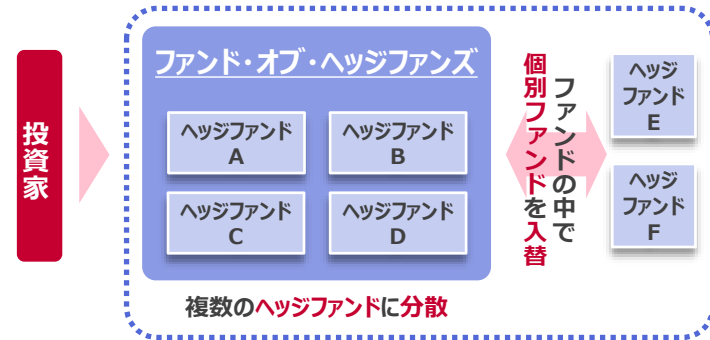 投資家
ファンド・オブ・ヘッジファンズ
ヘッジファンド
A
ヘッジファンド
B
ヘッジファンド
C
ヘッジファンド
D
複数のヘッジファンドに分散
ファンドの中で
個別ファンドを入替
ヘッジ
ファンド
E
ヘッジ
ファンド
F